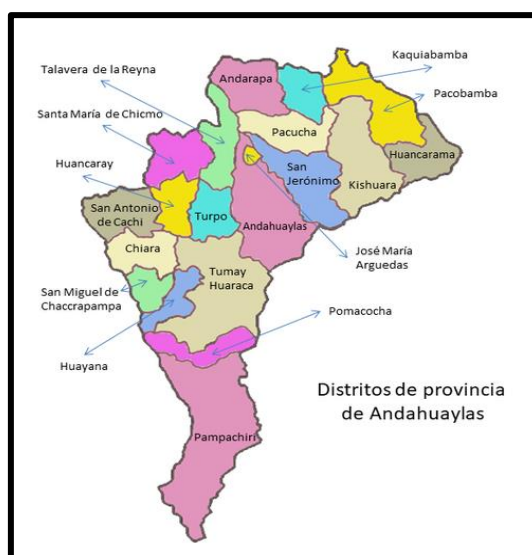 Kaquiabamba
Talavera de la Reyna
Andarapa
Pacobamba
Santa María de Chicmo
Pacucha
Huancarama
Huancaray
San
Jerónimo
Kishuara
San Antonio
de Cachi
Turpo
Andahuaylas
Chiara
Tumay
Huaraca
José María
Arguedas
San Miguel de
Chaccrapampa
Pomacocha
Huayana
Distritos de provincia
de Andahuaylas
Pampachiri